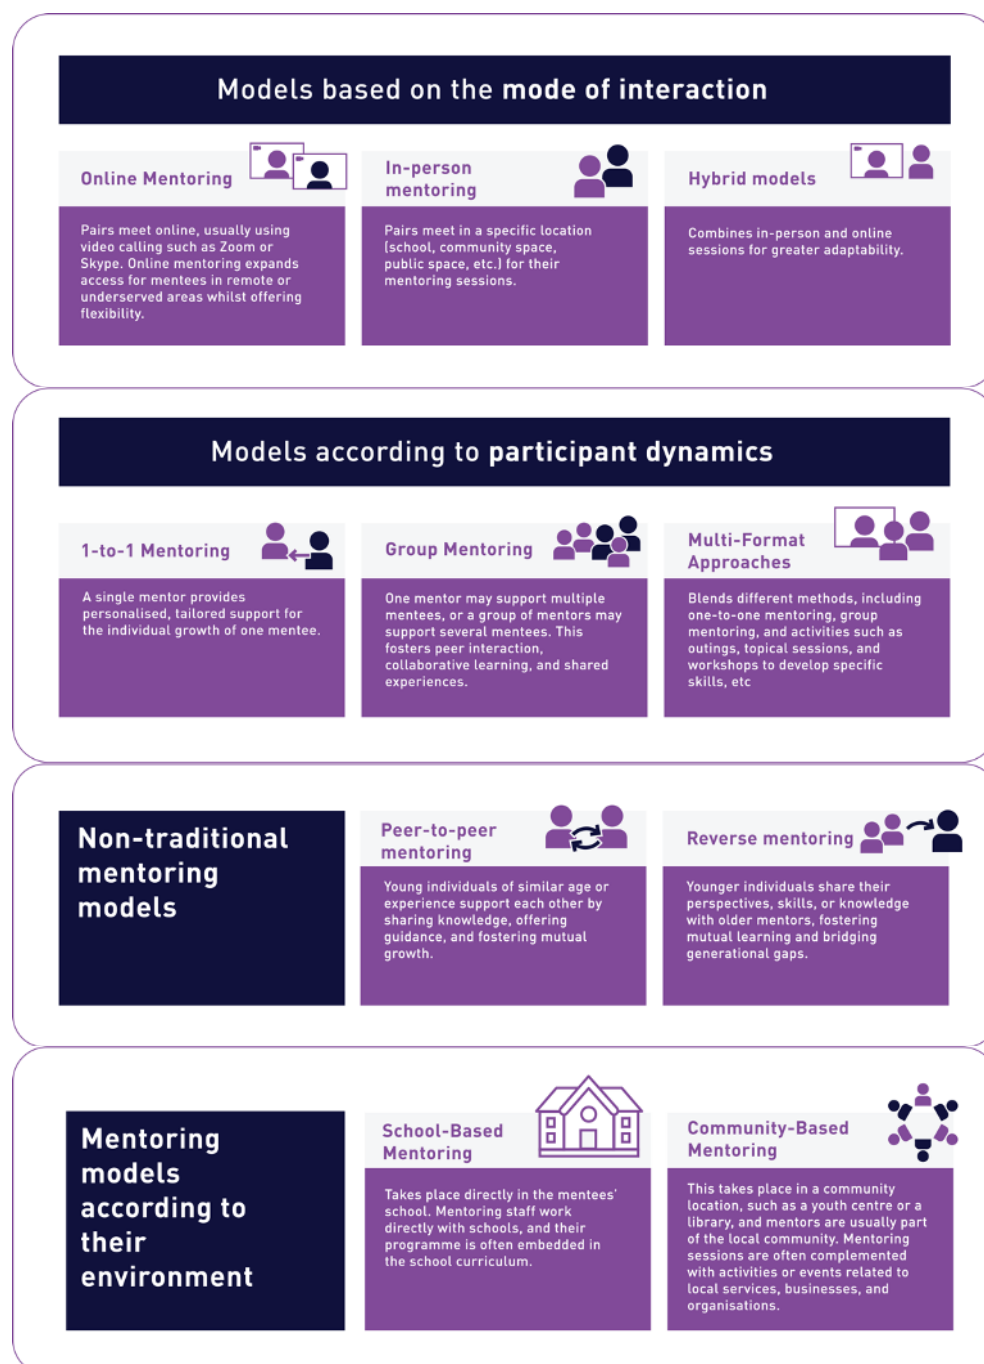 Models based on the mode of interaction
Online Mentoring
Pairs meet online, usually using
video calling such as Zoom or
Skype. Online mentoring expands
access for mentees in remote or
underserved areas whilst offering
flexibility.
In-person
mentoring
Pairs meet in a specific location
(school, community space,
public space, etc.) for their
mentoring sessions.
Hybrid models
Combines in-person and online
sessions for greater adaptability.
Models according to participant dynamics
1-to-1 Mentoring
A single mentor provides
personalised, tailored support for
the individual growth of one mentee.
Group Mentoring
One mentor may support multiple
mentees, or a group of mentors may
support several mentees. This
fosters peer interaction,
collaborative learning, and shared
experiences.
Multi-Format
Approaches
Blends different methods, including
one-to-one mentoring, group
mentoring, and activities such as
outings, topical sessions, and
workshops to develop specific
skills, etc
Non-traditional
mentoring
models
Peer-to-peer
mentoring
Young individuals of similar age or
experience support each other by
sharing knowledge, offering
guidance, and fostering mutual
growth.
Reverse mentoring
Younger individuals share their
perspectives, skills, or knowledge
with older mentors, fostering
mutual learning and bridging
generational gaps.
Mentoring
models
according to
their
environment
School-Based
Mentoring
Takes place directly in the mentees'
school. Mentoring staff work
directly with schools, and their
programme is often embedded in
the school curriculum.
Community-Based
Mentoring
This takes place in a community
location, such as a youth centre or a
library, and mentors are usually part
of the local community. Mentoring
sessions are often complemented
with activities or events related to
local services, businesses, and
organisations.